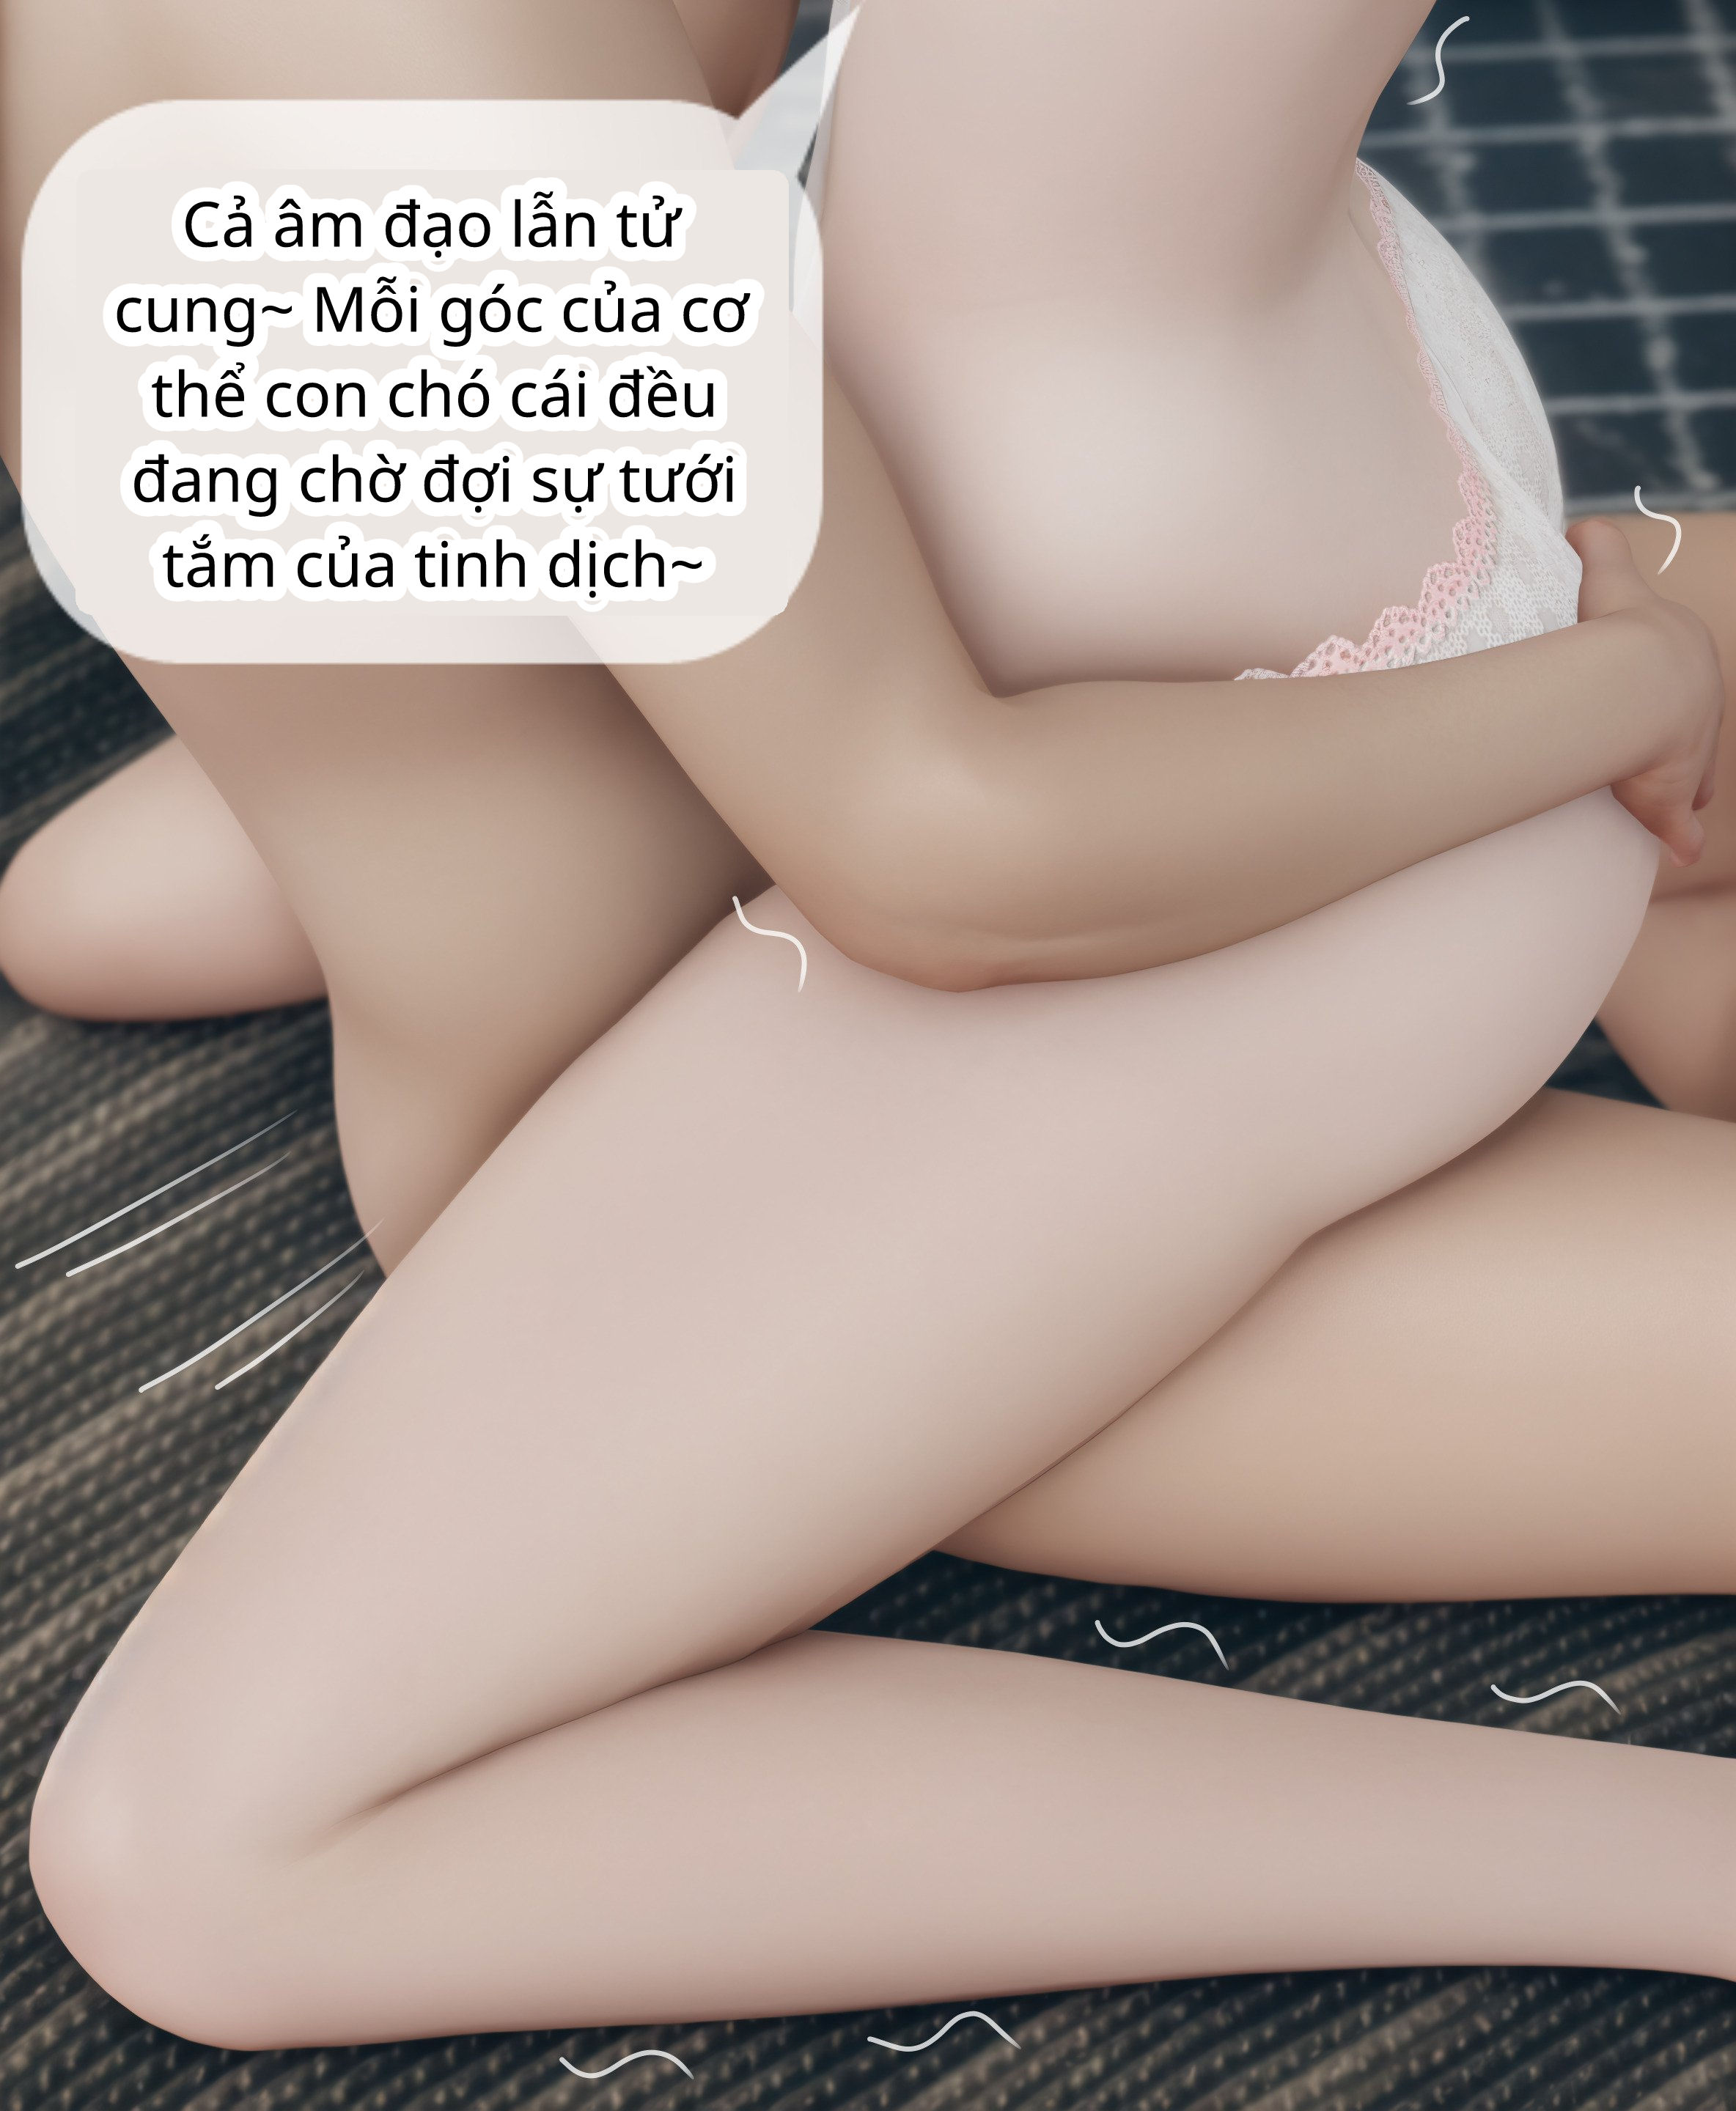 Cả âm đạo lẫn tử
cung~ Mỗi góc của cơ
thể con chó cái đều
đang chờ đợi sự tưới
tắm của tinh dịch~